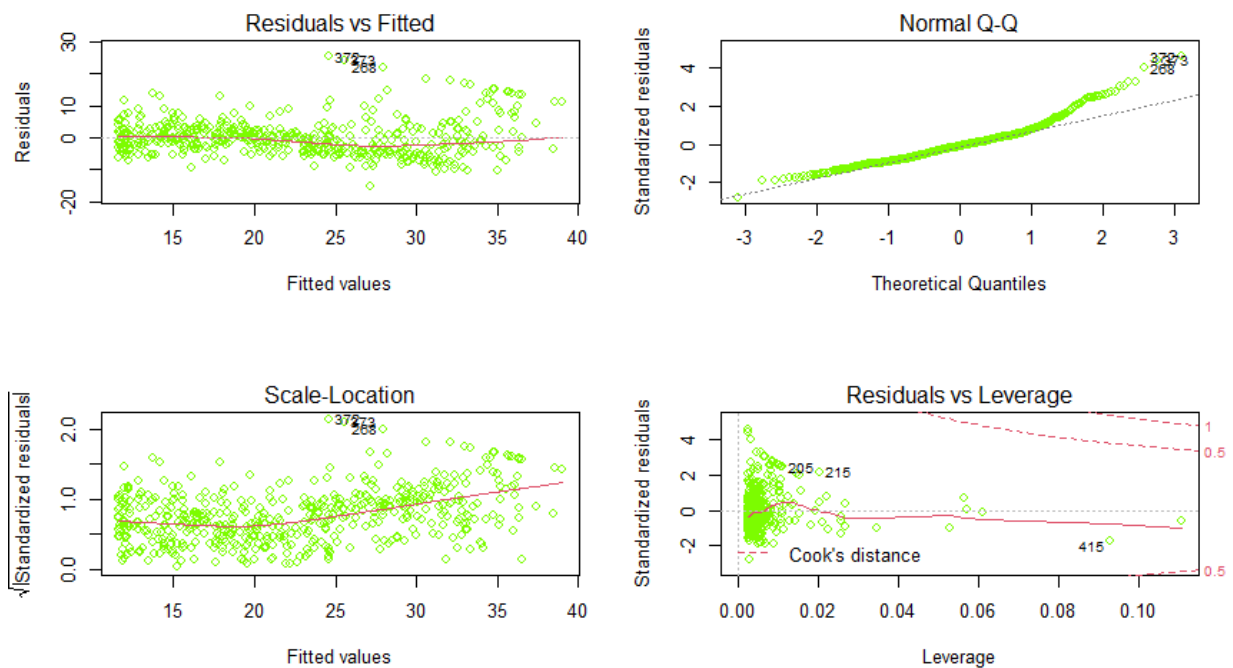 Residuals vs Fitted
Residuals
30
10
0
-20
372
373
268
15 20 25 30 35 40
Fitted values
Normal Q-Q
Standardized residuals
4
2
0
-2
372
373
268
-3 -2 -1 0 1 2 3
Theoretical Quantiles
Scale-Location
√|Standardized residuals|
2.0
1.0
0.0
372
373
268
15 20 25 30 35 40
Fitted values
Residuals vs Leverage
Standardized residuals
4
2
0
-2
205
215
415
1
0.5
0.5
Cook's distance
0.00 0.02 0.04 0.06 0.08 0.10
Leverage